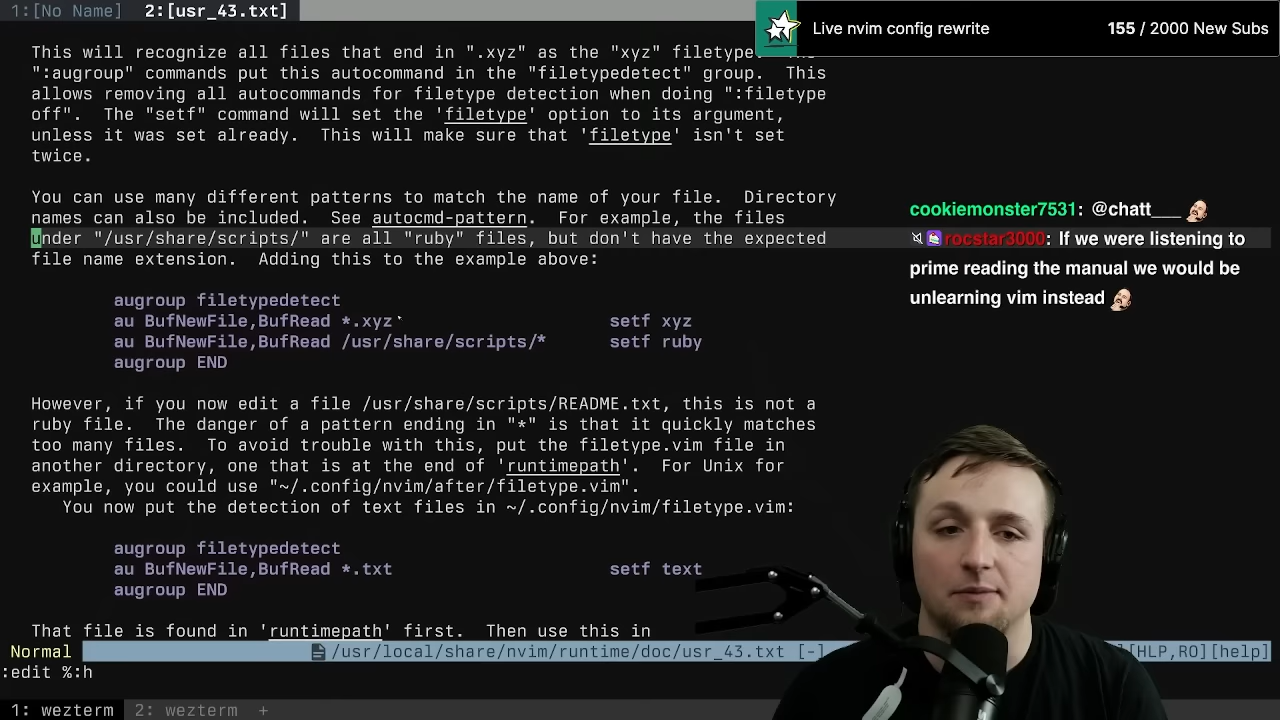 1:[No Name]  2:[usr_43.txt]
Live nvim config rewrite
155 / 2000 New Subs
This will recognize all files that end in ".xyz" as the "xyz" filetype.
":augroup" commands put this autocommand in the "filetypedetect" group.  This
allows removing all autocommands for filetype detection when doing ":filetype
off".  The "setf" command will set the 'filetype' option to its argument,
unless it was set already.  This will make sure that 'filetype' isn't set
twice.
You can use many different patterns to match the name of your file.  Directory
names can also be included.  See autocmd-pattern.  For example, the files
under "/usr/share/scripts/" are all "ruby" files, but don't have the expected
file name extension.  Adding this to the example above:
augroup filetypedetect
au BufNewFile,BufRead *.xyz                     setf xyz
au BufNewFile,BufRead /usr/share/scripts/*      setf ruby
augroup END
However, if you now edit a file /usr/share/scripts/README.txt, this is not a
ruby file.  The danger of a pattern ending in "*" is that it quickly matches
too many files.  To avoid trouble with this, put the filetype.vim file in
another directory, one that is at the end of 'runtimepath'.  For Unix for
example, you could use "~/.config/nvim/after/filetype.vim".
You now put the detection of text files in ~/.config/nvim/filetype.vim:
augroup filetypedetect
au BufNewFile,BufRead *.txt                     setf text
augroup END
That file is found in 'runtimepath' first.  Then use this in
cookiemonster7531: @chatt___
rocstar3000: If we were listening to
prime reading the manual we would be
unlearning vim instead
Normal  /usr/local/share/nvim/runtime/doc/usr_43.txt [-]  [HLP,RO][help]
:edit %:h
1: wezterm  2: wezterm  +